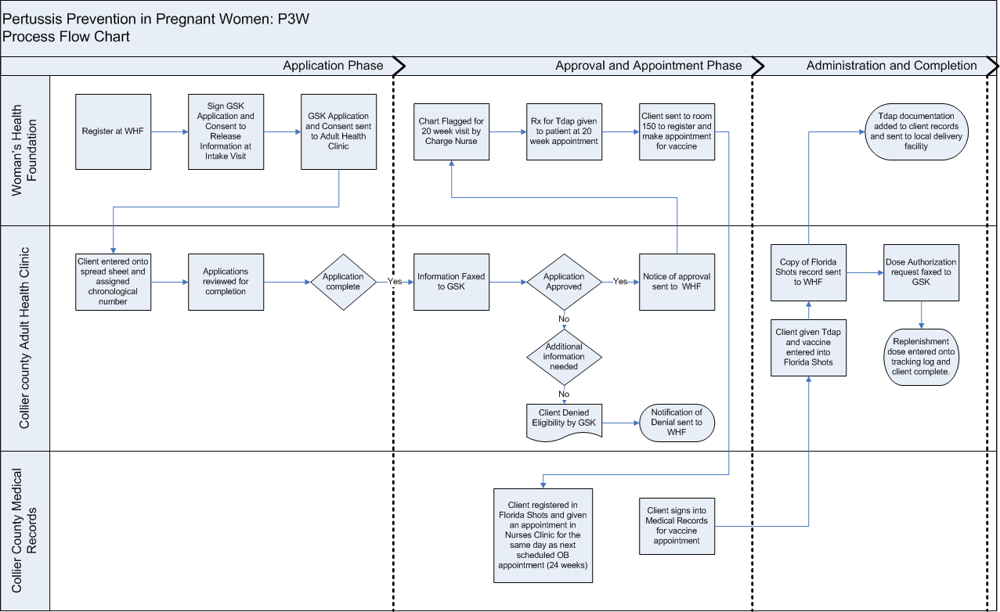 Pertussis Prevention in Pregnant Women: P3W
Process Flow Chart
Application Phase
Approval and Appointment Phase
Administration and Completion
Woman's Health
Foundation
Register at WHF
Sign GSK
Application and
Consent to
Release
Information at
Intake Visit
GSK Application
and Consent sent
to Adult Health
Clinic
Chart Flagged for
20 week visit by
Charge Nurse
Rx for Tdap given
to patient at 20
week appointment
Client sent to room
150 to register and
make appointment
for vaccine
Tdap documentation
added to client records
and sent to local delivery
facility
Collier county Adult Health Clinic
Client entered onto
spread sheet and
assigned
chronological
number
Applications
reviewed for
completion
Application
complete
Yes
Information Faxed
to GSK
Application
Approved
Yes
Notice of approval
sent to WHF
No
Additional
information
needed
No
Client Denied
Eligibility by GSK
Notification of
Denial sent to
WHF
Copy of Florida
Shots record sent
to WHF
Dose Authorization
request faxed to
GSK
Client given Tdap
and vaccine
entered into
Florida Shots
Replenishment
dose entered onto
tracking log and
client complete.
Collier County Medical
Records
Client registered in
Florida Shots and given
an appointment in
Nurses Clinic for the
same day as next
scheduled OB
appointment (24 weeks)
Client signs into
Medical Records
for vaccine
appointment